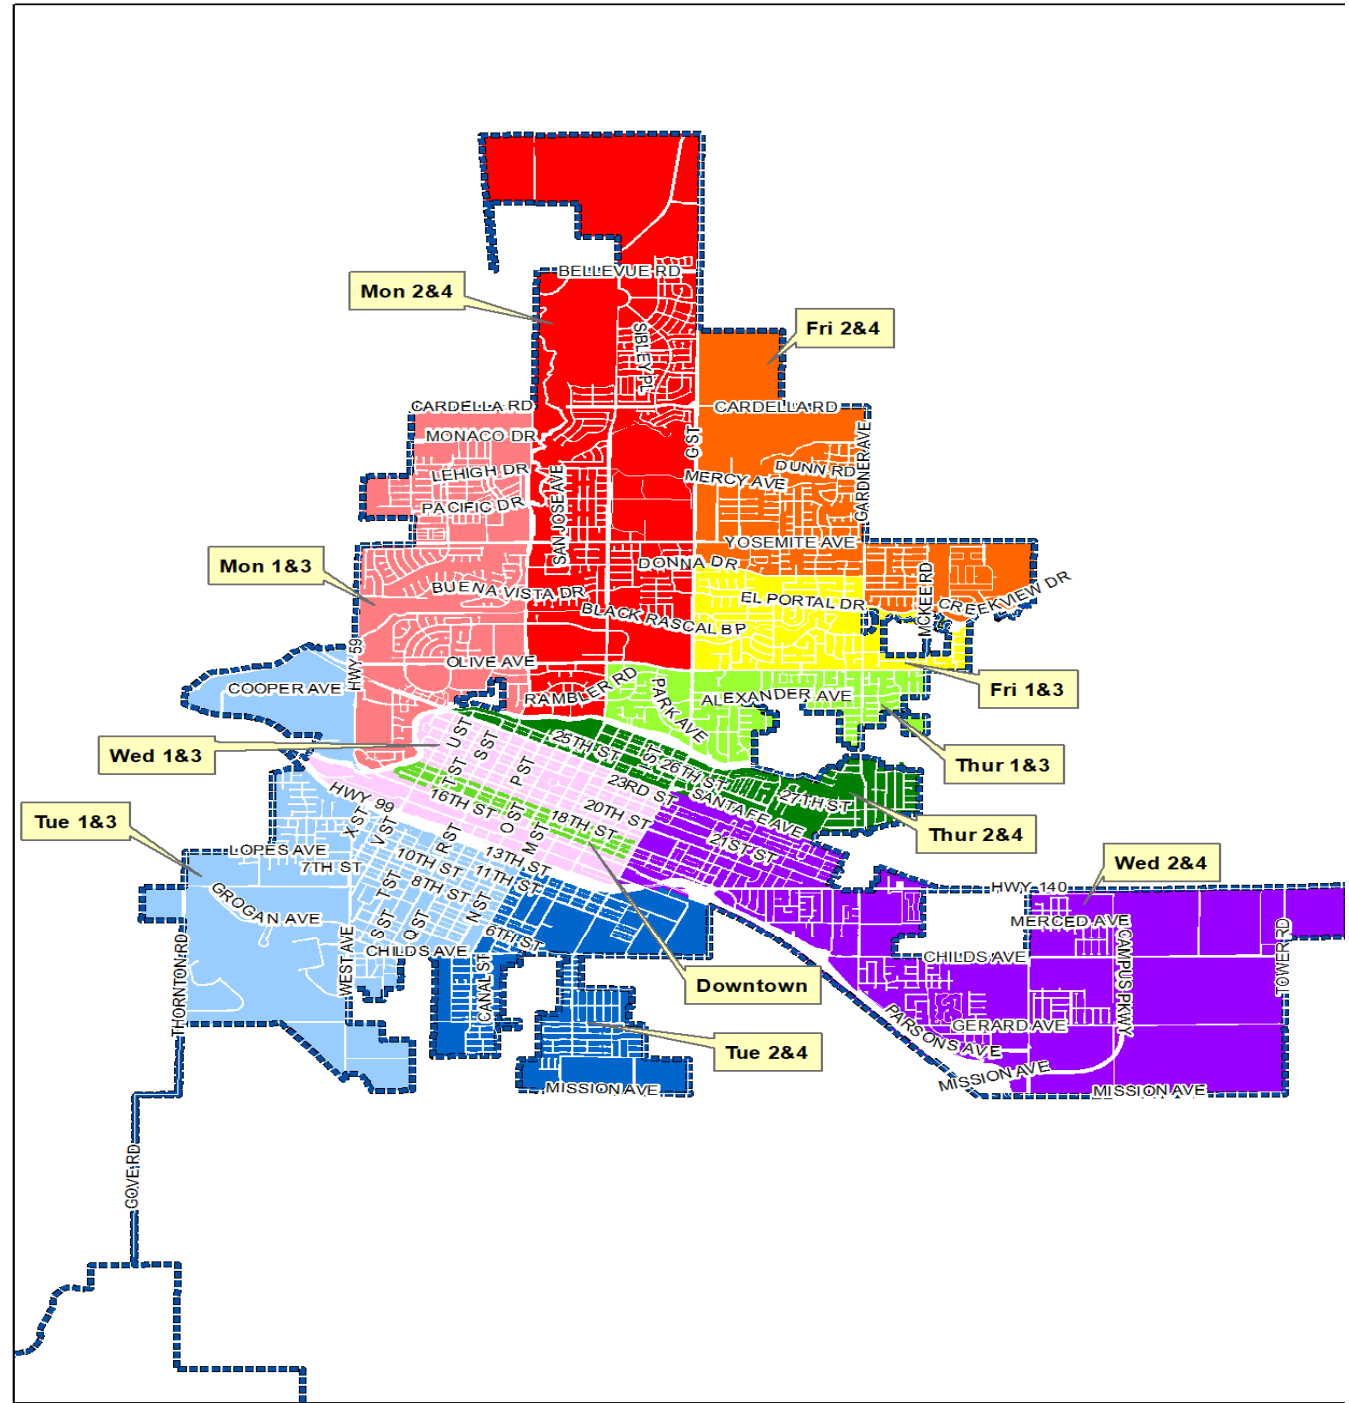 BELLEVUE RD
Mon 2&4
Fri 2&4
SIBLEY PL
CARDELLA RD
CARDELLA RD
MONACO DR
G ST
GARDNER AVE
LEHIGH DR
DUNN RD
MERCY AVE
SAN JOSE AVE
PACIFIC DR
YOSEMITE AVE
Mon 1&3
DONNA DR
BUENA VISTA DR
EL PORTAL DR
MCKEE RD
CREEKVIEW DR
BLACK RASCAL BP
HWY 59
OLIVE AVE
COOPER AVE
RAMBLER RD
PARK AVE
ALEXANDER AVE
Fri 1&3
Wed 1&3
U ST
S ST
25TH ST
Thur 1&3
T ST
P ST
26TH ST
23RD ST
27TH ST
HWY 99
16TH ST
20TH ST
SANTA FE AVE
Tue 1&3
X ST
V ST
O ST
18TH ST
Thur 2&4
R ST
M ST
21ST ST
LOPES AVE
7TH ST
10TH ST
13TH ST
11TH ST
Wed 2&4
8TH ST
HWY 140
GROGAN AVE
T ST
N ST
MERCED AVE
S ST
Q ST
6TH ST
CHILDS AVE
CHILDS AVE
THORNTON RD
WEST AVE
CANAL ST
Downtown
CAMPUS PKWY
TOWER RD
PARSONS AVE
GERARD AVE
Tue 2&4
MISSION AVE
MISSION AVE
MISSION AVE
GOVE RD